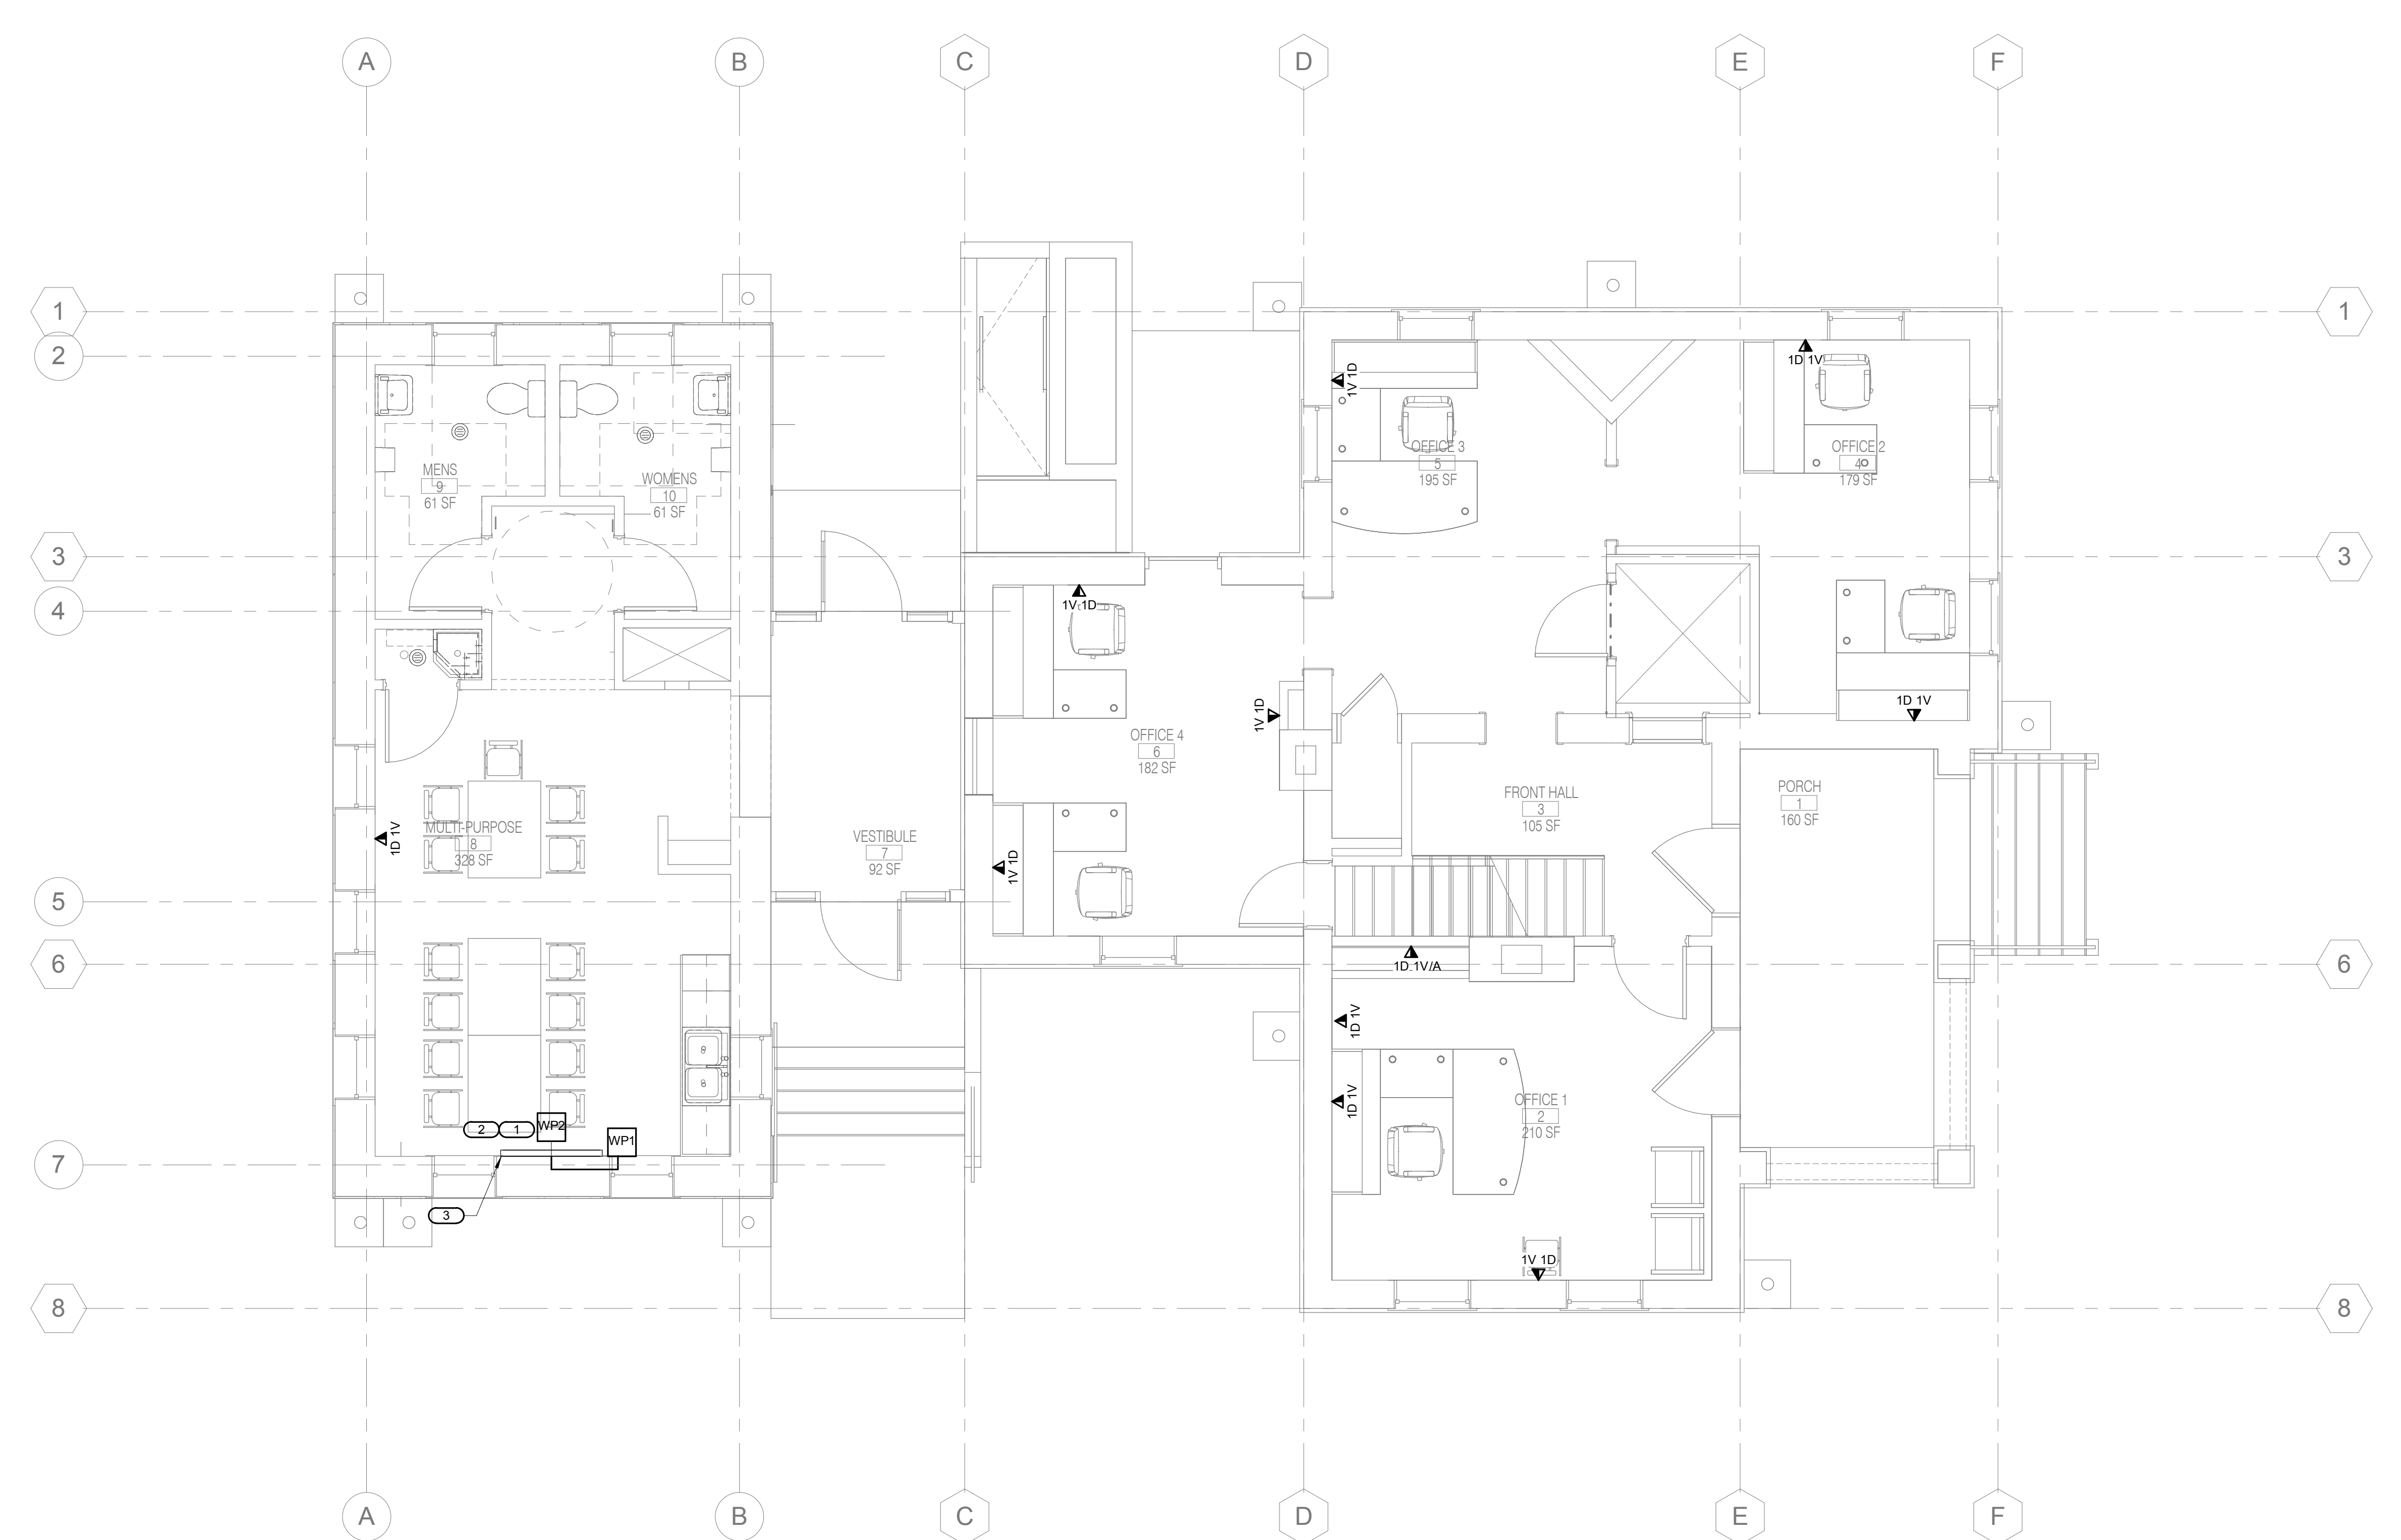 A
B
C
D
E
F
1
1
2
1D 1V
1V 1D
OFFICE 3
5
195 SF
OFFICE 2
4
179 SF
MENS
9
61 SF
WOMENS
10
61 SF
3
3
4
1V 1D
1D 1V
1V 1D
OFFICE 4
6
182 SF
FRONT HALL
3
105 SF
PORCH
1
160 SF
MULTI-PURPOSE
8
328 SF
1D 1V
VESTIBULE
7
92 SF
1V 1D
5
6
6
1D 1V/A
1D 1V
1D 1V
OFFICE 1
2
210 SF
2
1
WP2
WP1
7
3
1V 1D
8
8
A
B
C
D
E
F